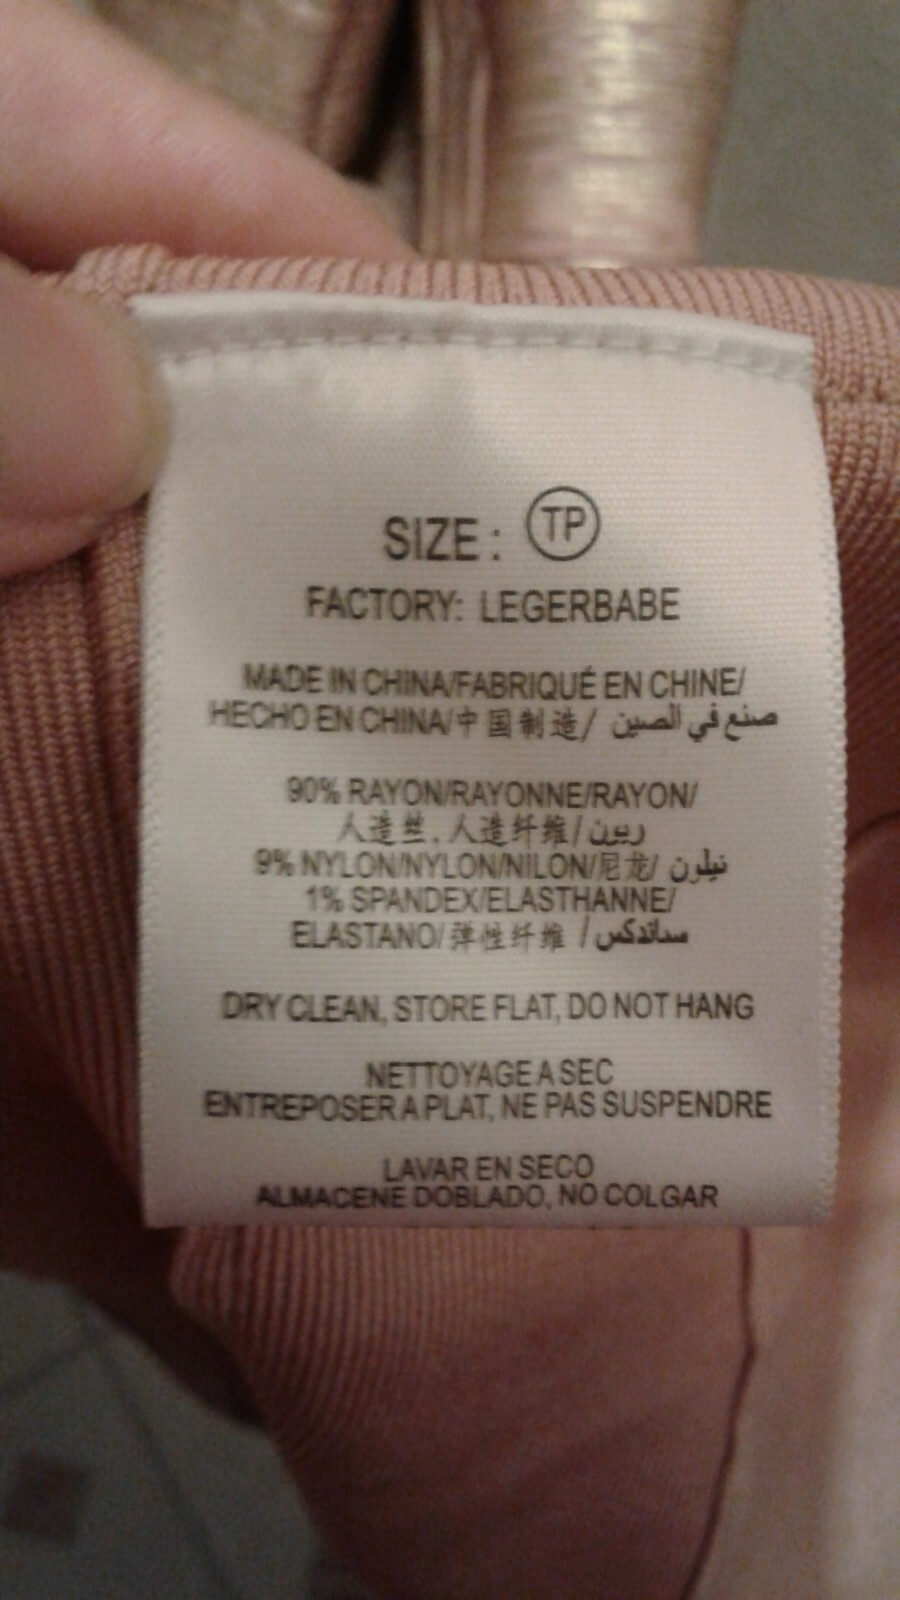 SIZE : TP
FACTORY: LEGERBABE
MADE IN CHINA/FABRIQUÉ EN CHINE/
HECHO EN CHINA/中国制造/ صنع في الصين
90% RAYON/RAYONNE/RAYON/
人造丝, 人造纤维/ ريون
9% NYLON/NYLON/NILON/尼龙/ نيلون
1% SPANDEX/ELASTHANNE/
ELASTANO/弹性纤维 / سباندكس
DRY CLEAN, STORE FLAT, DO NOT HANG
NETTOYAGE A SEC
ENTREPOSER A PLAT, NE PAS SUSPENDRE
LAVAR EN SECO
ALMACENE DOBLADO, NO COLGAR